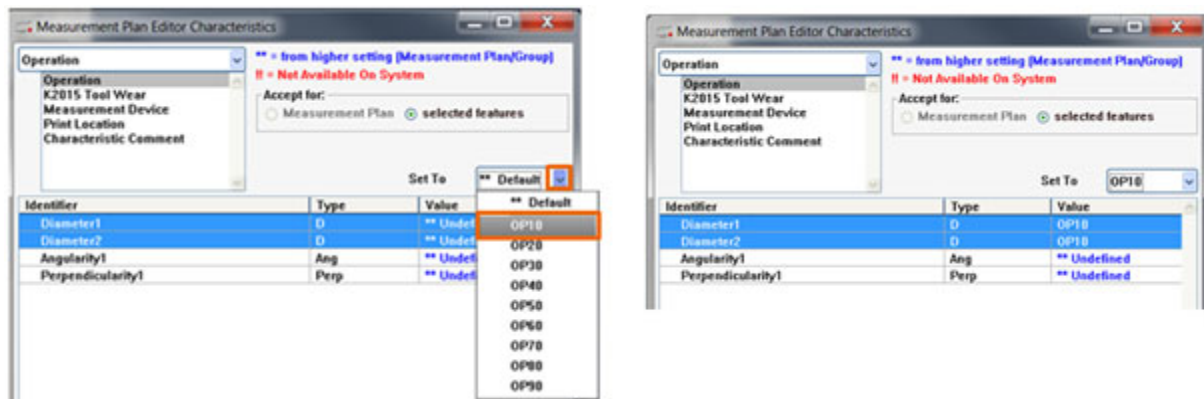 Measurement Plan Editor Characteristics
Operation
** = from higher setting (Measurement Plan/Group)
!! = Not Available On System
Operation
K2015 Tool Wear
Measurement Device
Print Location
Characteristic Comment
Accept for:
Measurement Plan selected features
Set To ** Default
Identifier Type Value
Diameter1 D ** Undef
Diameter2 D ** Undef
Angularity1 Ang ** Undef
Perpendicularity1 Perp ** Undef
** Default
OP10
OP20
OP30
OP40
OP50
OP60
OP70
OP80
OP90
Measurement Plan Editor Characteristics
Operation
** = from higher setting (Measurement Plan/Group)
!! = Not Available On System
Operation
K2015 Tool Wear
Measurement Device
Print Location
Characteristic Comment
Accept for:
Measurement Plan selected features
Set To OP10
Identifier Type Value
Diameter1 D OP10
Diameter2 D OP10
Angularity1 Ang ** Undefined
Perpendicularity1 Perp ** Undefined